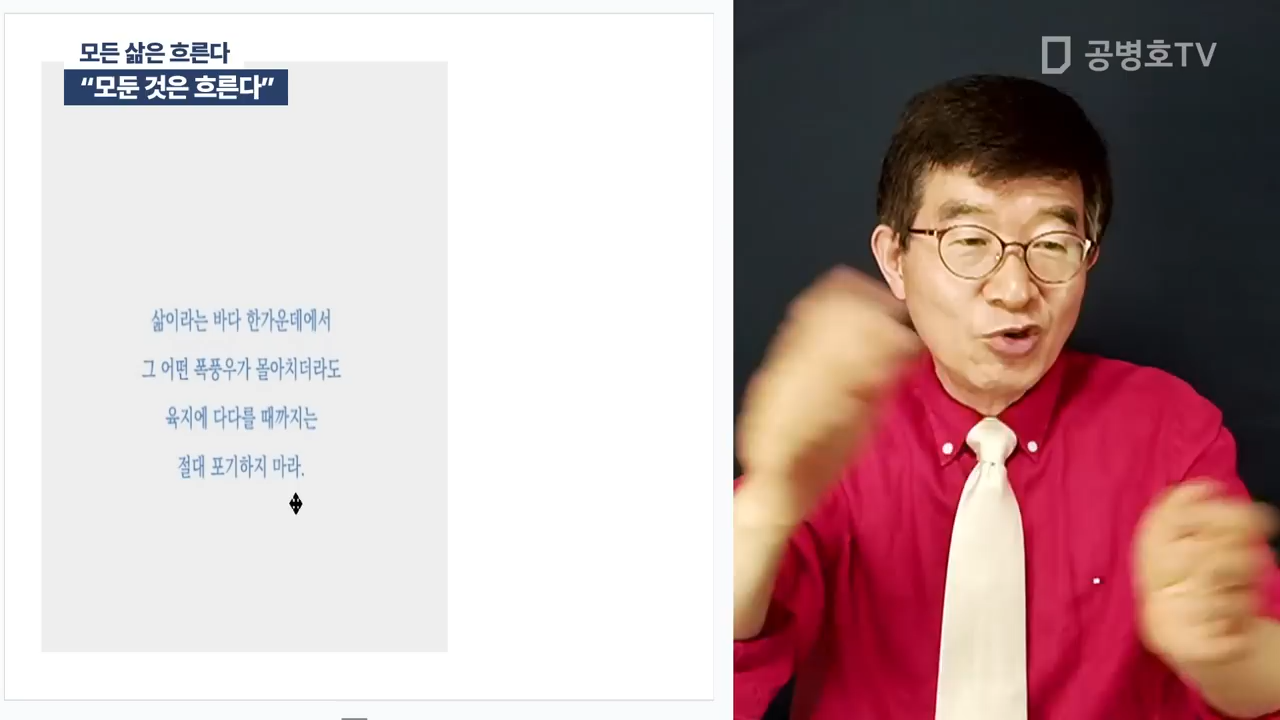 모든 삶은 흐른다
“모둔 것은 흐른다”
공병호TV
삶이라는 바다 한가운데에서
그 어떤 폭풍우가 몰아치더라도
육지에 다다를 때까지는
절대 포기하지 마라.